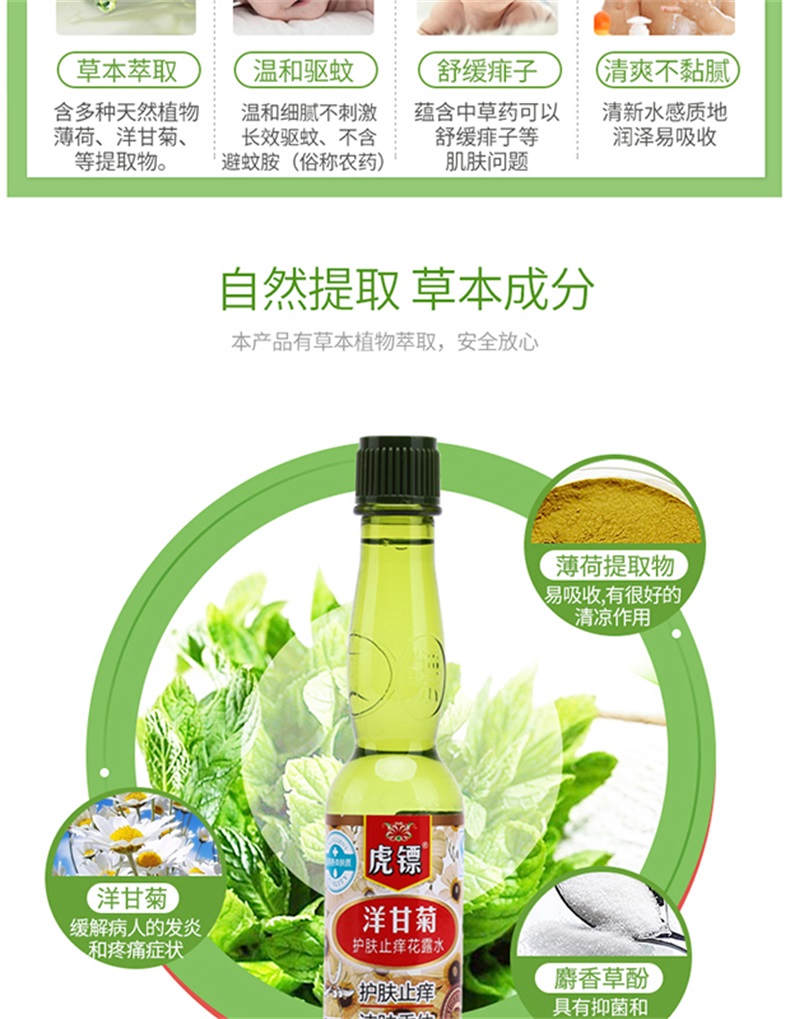 草本萃取
温和驱蚊
舒缓痱子
清爽不黏腻
含多种天然植物
薄荷、洋甘菊、
等提取物。
温和细腻不刺激
长效驱蚊、不含
避蚊胺（俗称农药）
蕴含中草药可以
舒缓痱子等
肌肤问题
清新水感质地
润泽易吸收
自然提取 草本成分
本产品有草本植物萃取，安全放心
薄荷提取物
易吸收,有很好的
清凉作用
洋甘菊
缓解病人的发炎
和疼痛症状
虎镖®
洋甘菊
护肤止痒花露水
护肤止痒
麝香草酚
具有抑菌和